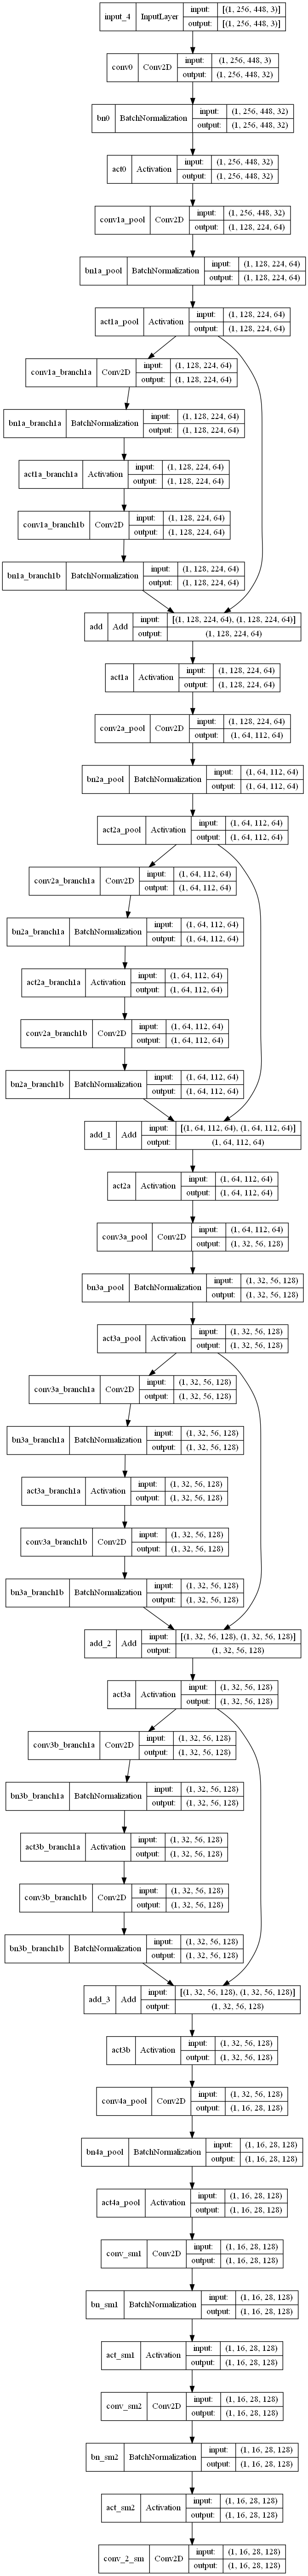 input_4 InputLayer input: [(1, 256, 448, 3)]
output: [(1, 256, 448, 3)]
conv0 Conv2D input: (1, 256, 448, 3)
output: (1, 256, 448, 32)
bn0 BatchNormalization input: (1, 256, 448, 32)
output: (1, 256, 448, 32)
act0 Activation input: (1, 256, 448, 32)
output: (1, 256, 448, 32)
conv1a_pool Conv2D input: (1, 256, 448, 32)
output: (1, 128, 224, 64)
bn1a_pool BatchNormalization input: (1, 128, 224, 64)
output: (1, 128, 224, 64)
act1a_pool Activation input: (1, 128, 224, 64)
output: (1, 128, 224, 64)
conv1a_branch1a Conv2D input: (1, 128, 224, 64)
output: (1, 128, 224, 64)
bn1a_branch1a BatchNormalization input: (1, 128, 224, 64)
output: (1, 128, 224, 64)
act1a_branch1a Activation input: (1, 128, 224, 64)
output: (1, 128, 224, 64)
conv1a_branch1b Conv2D input: (1, 128, 224, 64)
output: (1, 128, 224, 64)
bn1a_branch1b BatchNormalization input: (1, 128, 224, 64)
output: (1, 128, 224, 64)
add Add input: [(1, 128, 224, 64), (1, 128, 224, 64)]
output: (1, 128, 224, 64)
act1a Activation input: (1, 128, 224, 64)
output: (1, 128, 224, 64)
conv2a_pool Conv2D input: (1, 128, 224, 64)
output: (1, 64, 112, 64)
bn2a_pool BatchNormalization input: (1, 64, 112, 64)
output: (1, 64, 112, 64)
act2a_pool Activation input: (1, 64, 112, 64)
output: (1, 64, 112, 64)
conv2a_branch1a Conv2D input: (1, 64, 112, 64)
output: (1, 64, 112, 64)
bn2a_branch1a BatchNormalization input: (1, 64, 112, 64)
output: (1, 64, 112, 64)
act2a_branch1a Activation input: (1, 64, 112, 64)
output: (1, 64, 112, 64)
conv2a_branch1b Conv2D input: (1, 64, 112, 64)
output: (1, 64, 112, 64)
bn2a_branch1b BatchNormalization input: (1, 64, 112, 64)
output: (1, 64, 112, 64)
add_1 Add input: [(1, 64, 112, 64), (1, 64, 112, 64)]
output: (1, 64, 112, 64)
act2a Activation input: (1, 64, 112, 64)
output: (1, 64, 112, 64)
conv3a_pool Conv2D input: (1, 64, 112, 64)
output: (1, 32, 56, 128)
bn3a_pool BatchNormalization input: (1, 32, 56, 128)
output: (1, 32, 56, 128)
act3a_pool Activation input: (1, 32, 56, 128)
output: (1, 32, 56, 128)
conv3a_branch1a Conv2D input: (1, 32, 56, 128)
output: (1, 32, 56, 128)
bn3a_branch1a BatchNormalization input: (1, 32, 56, 128)
output: (1, 32, 56, 128)
act3a_branch1a Activation input: (1, 32, 56, 128)
output: (1, 32, 56, 128)
conv3a_branch1b Conv2D input: (1, 32, 56, 128)
output: (1, 32, 56, 128)
bn3a_branch1b BatchNormalization input: (1, 32, 56, 128)
output: (1, 32, 56, 128)
add_2 Add input: [(1, 32, 56, 128), (1, 32, 56, 128)]
output: (1, 32, 56, 128)
act3a Activation input: (1, 32, 56, 128)
output: (1, 32, 56, 128)
conv3b_branch1a Conv2D input: (1, 32, 56, 128)
output: (1, 32, 56, 128)
bn3b_branch1a BatchNormalization input: (1, 32, 56, 128)
output: (1, 32, 56, 128)
act3b_branch1a Activation input: (1, 32, 56, 128)
output: (1, 32, 56, 128)
conv3b_branch1b Conv2D input: (1, 32, 56, 128)
output: (1, 32, 56, 128)
bn3b_branch1b BatchNormalization input: (1, 32, 56, 128)
output: (1, 32, 56, 128)
add_3 Add input: [(1, 32, 56, 128), (1, 32, 56, 128)]
output: (1, 32, 56, 128)
act3b Activation input: (1, 32, 56, 128)
output: (1, 32, 56, 128)
conv4a_pool Conv2D input: (1, 32, 56, 128)
output: (1, 16, 28, 128)
bn4a_pool BatchNormalization input: (1, 16, 28, 128)
output: (1, 16, 28, 128)
act4a_pool Activation input: (1, 16, 28, 128)
output: (1, 16, 28, 128)
conv_sm1 Conv2D input: (1, 16, 28, 128)
output: (1, 16, 28, 128)
bn_sm1 BatchNormalization input: (1, 16, 28, 128)
output: (1, 16, 28, 128)
act_sm1 Activation input: (1, 16, 28, 128)
output: (1, 16, 28, 128)
conv_sm2 Conv2D input: (1, 16, 28, 128)
output: (1, 16, 28, 128)
bn_sm2 BatchNormalization input: (1, 16, 28, 128)
output: (1, 16, 28, 128)
act_sm2 Activation input: (1, 16, 28, 128)
output: (1, 16, 28, 128)
conv_2_sm Conv2D input: (1, 16, 28, 128)
output: (1, 16, 28, 128)